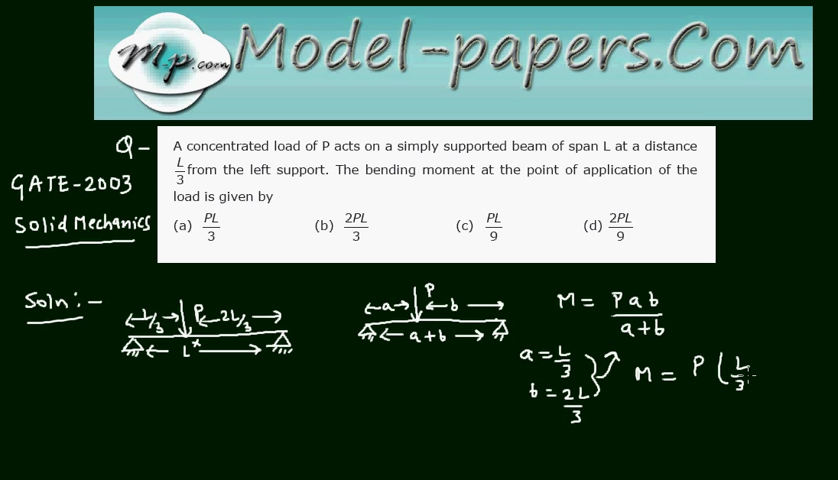 mp.com Model-papers.Com
Q-
A concentrated load of P acts on a simply supported beam of span L at a distance
L/3 from the left support. The bending moment at the point of application of the
load is given by
(a) PL/3 (b) 2PL/3 (c) PL/9 (d) 2PL/9
GATE-2003
Solid Mechanics
Soln:-
L/3 P 2L/3
L
P
a b
a+b
M = P a b / a+b
a = L/3
b = 2L/3
M = P (L/3